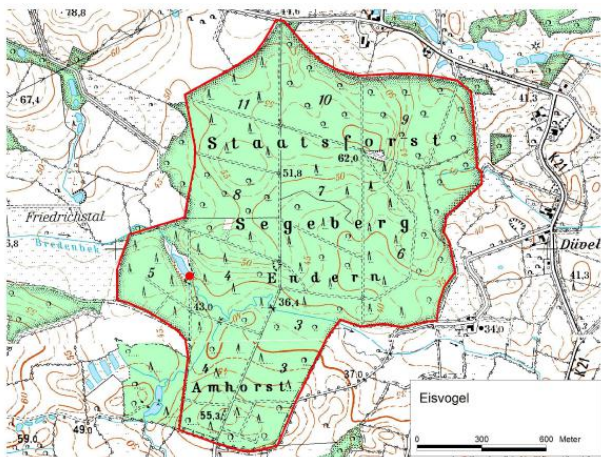 78,8
44,6
67,4
11
10
9
41,3
Staatsforst
62,0
51,8
K21
8
7
Friedrichstal
Segeberg
Bredenbek
6
Düvel
5
4
Endern
41,3
43,0
36,4
3
34,0
4
3
37,0
K21
Amhorst
55,3
49,0
59,0
Eisvogel
0 300 600 Meter